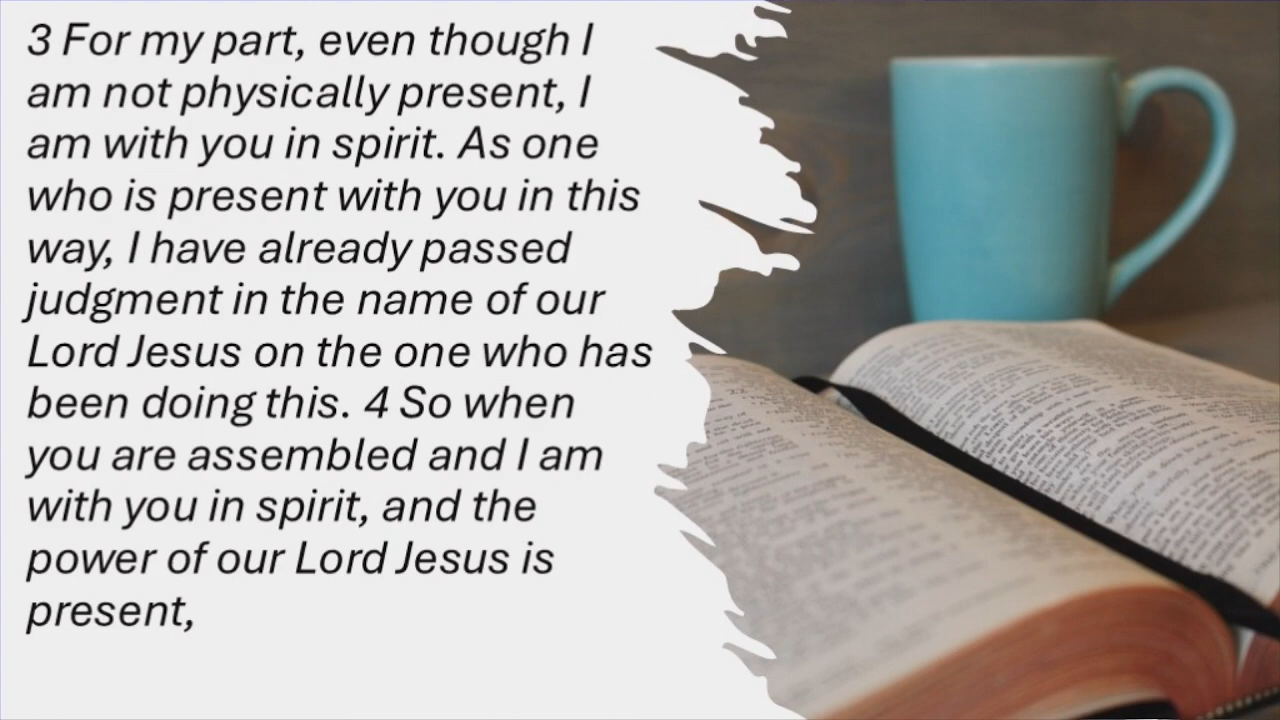 3 For my part, even though I
am not physically present, I
am with you in spirit. As one
who is present with you in this
way, I have already passed
judgment in the name of our
Lord Jesus on the one who has
been doing this. 4 So when
you are assembled and I am
with you in spirit, and the
power of our Lord Jesus is
present,